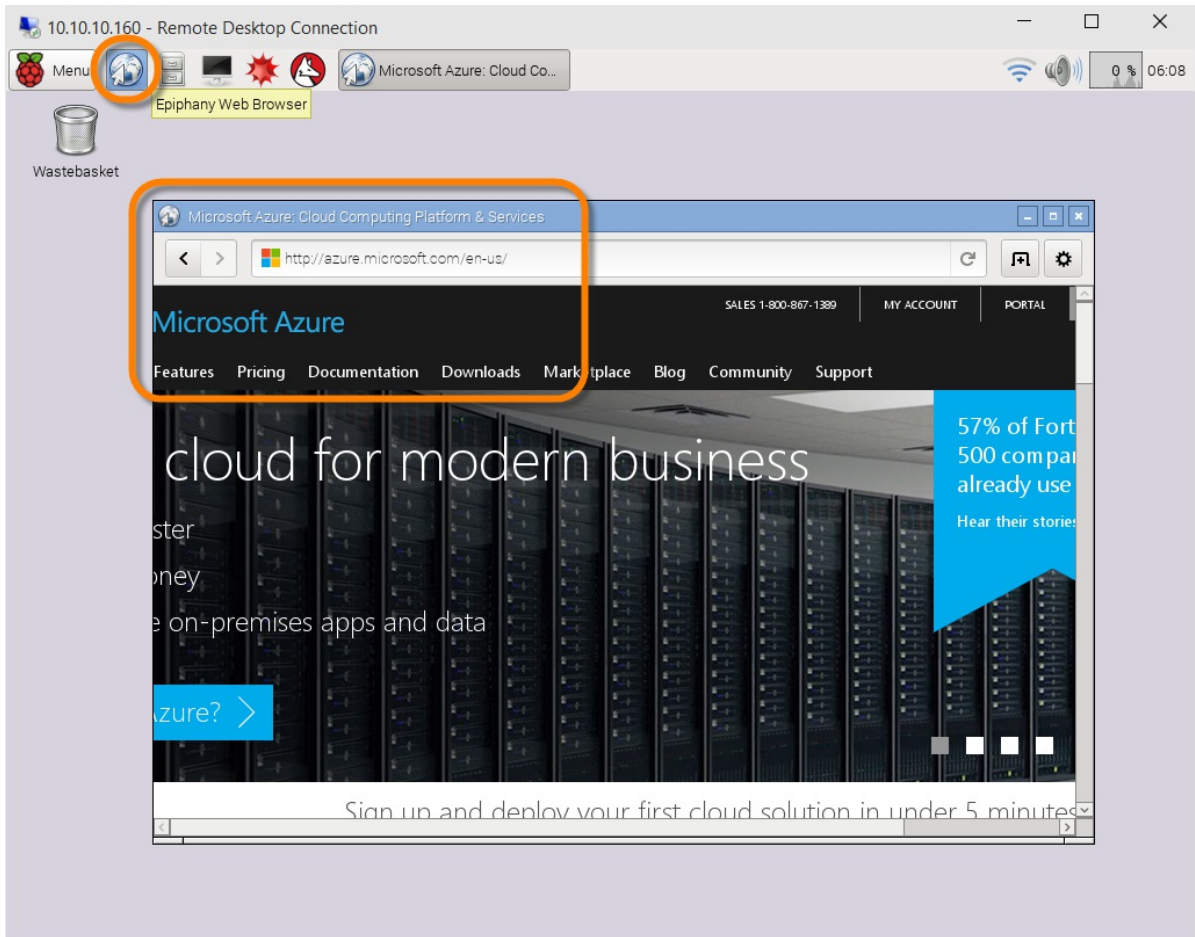 10.10.10.160 - Remote Desktop Connection
Menu
Microsoft Azure: Cloud Co...
0 %
06:08
Epiphany Web Browser
Wastebasket
Microsoft Azure: Cloud Computing Platform & Services
http://azure.microsoft.com/en-us/
SALES 1-800-867-1389
MY ACCOUNT
PORTAL
Microsoft Azure
Features Pricing Documentation Downloads Marketplace Blog Community Support
cloud for modern business
57% of Fort
500 compa
already use
Hear their stories
ster
oney
e on-premises apps and data
Azure?
Sign up and deploy your first cloud solution in under 5 minutes